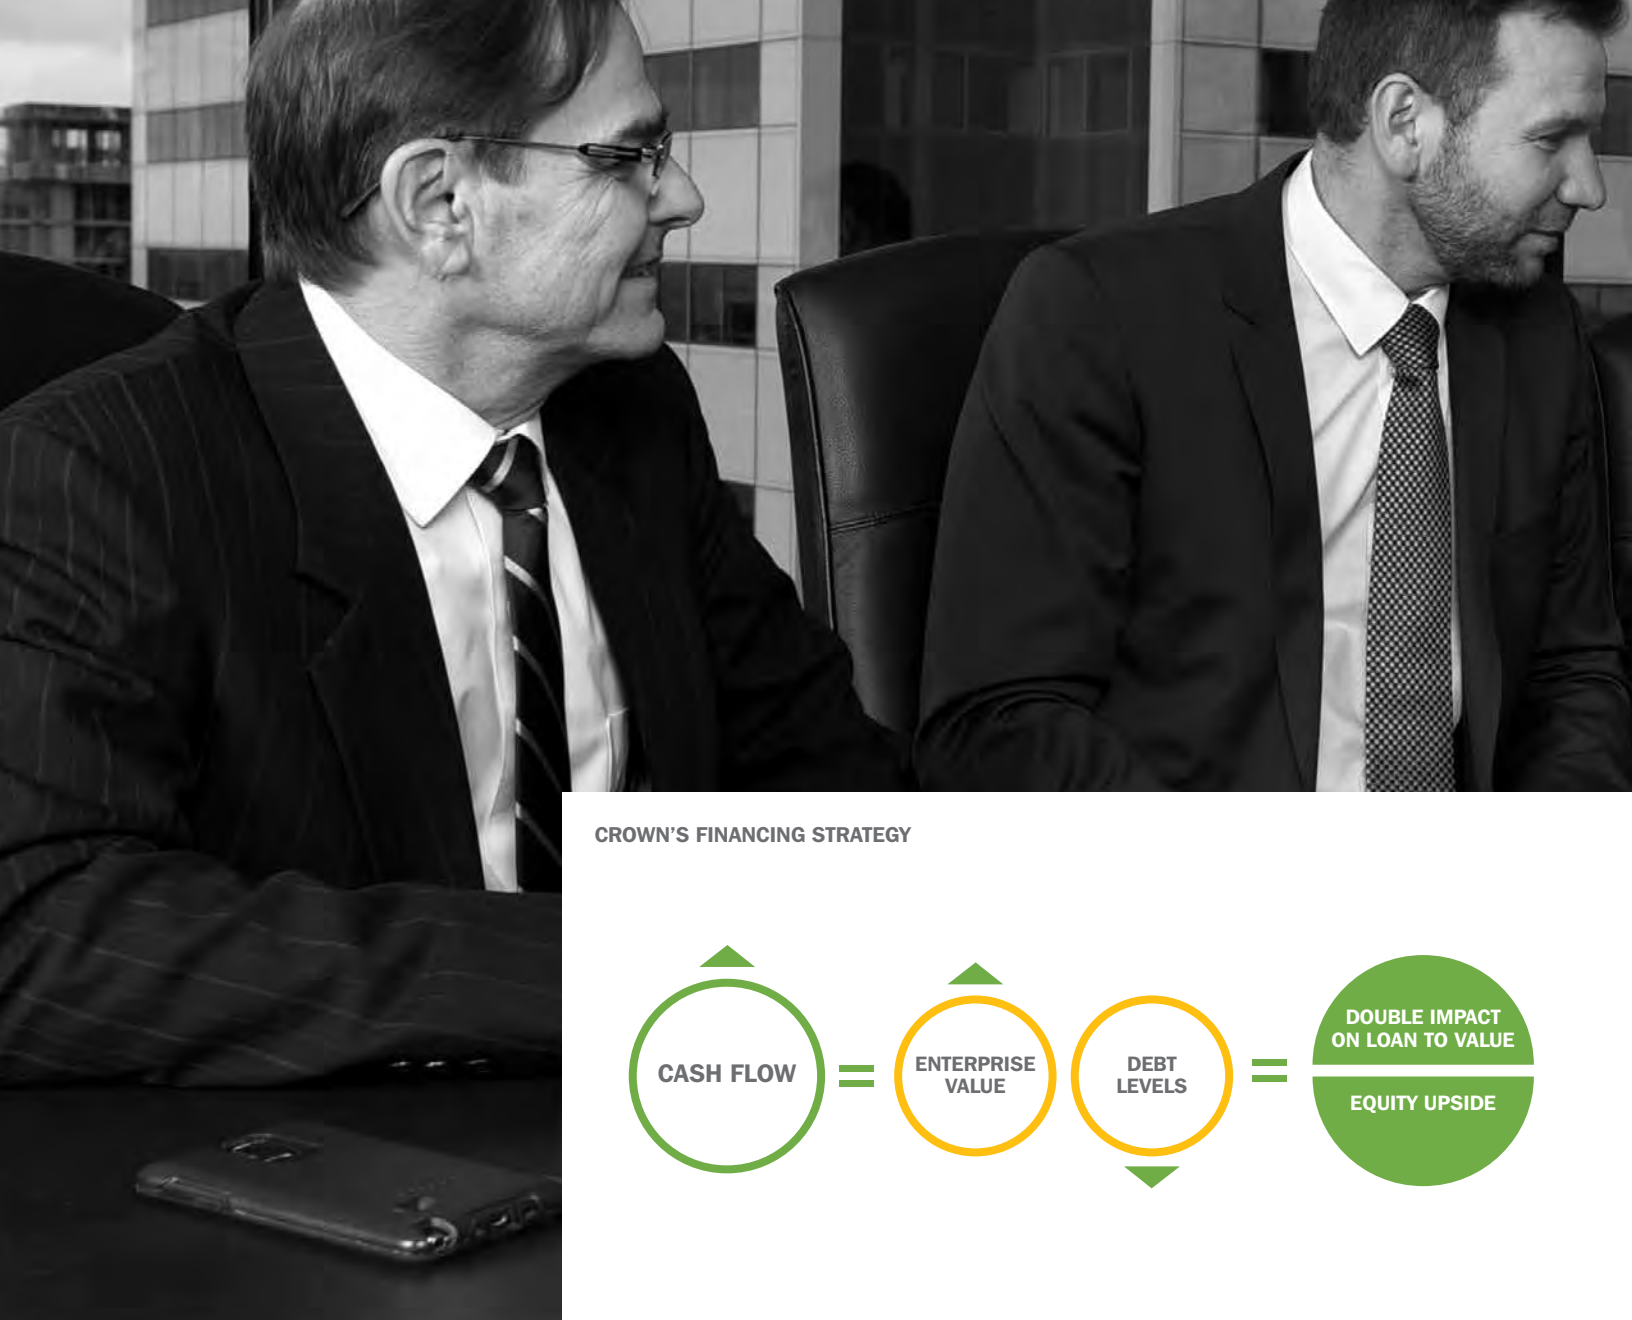 CROWN’S FINANCING STRATEGY
CASH FLOW
ENTERPRISE
VALUE
DEBT
LEVELS
DOUBLE IMPACT
ON LOAN TO VALUE
EQUITY UPSIDE